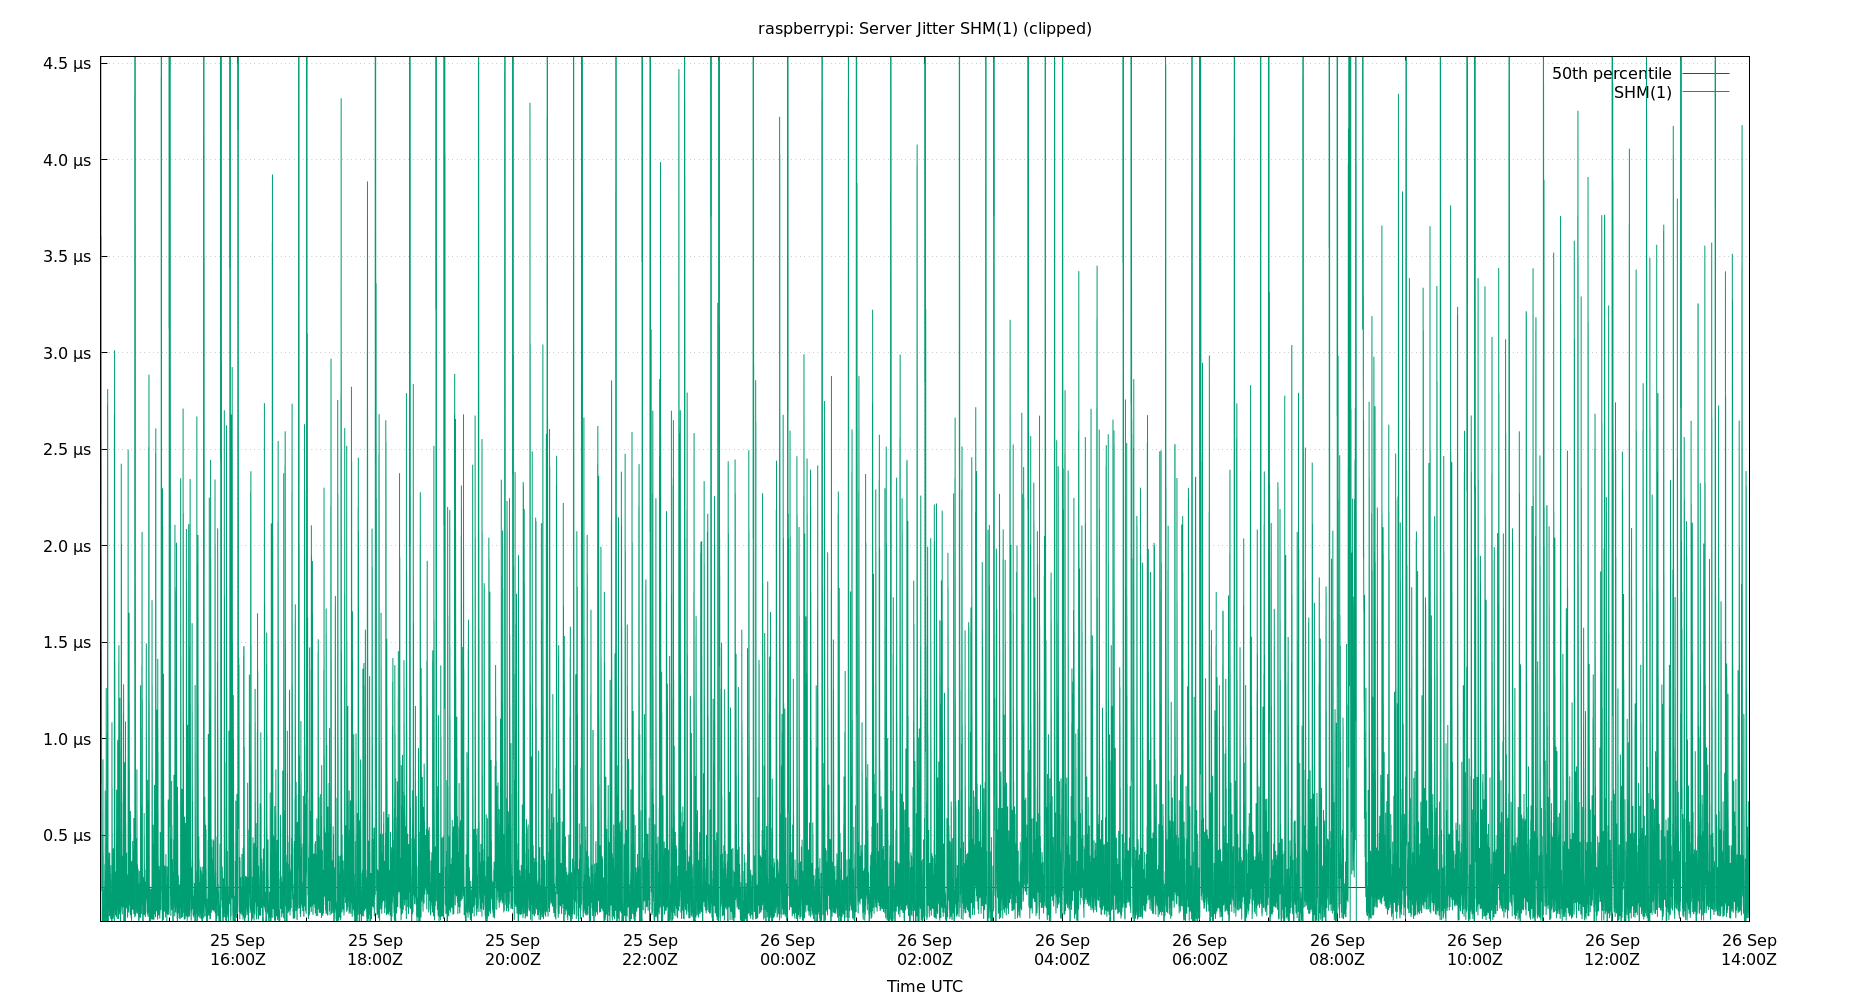 raspberrypi: Server Jitter SHM(1) (clipped)
4.5 µs
50th percentile
SHM(1)
4.0 µs
3.5 µs
3.0 µs
2.5 µs
2.0 µs
1.5 µs
1.0 µs
0.5 µs
25 Sep 25 Sep 25 Sep 25 Sep 26 Sep 26 Sep 26 Sep 26 Sep 26 Sep 26 Sep 26 Sep 26 Sep
16:00Z 18:00Z 20:00Z 22:00Z 00:00Z 02:00Z 04:00Z 06:00Z 08:00Z 10:00Z 12:00Z 14:00Z
Time UTC